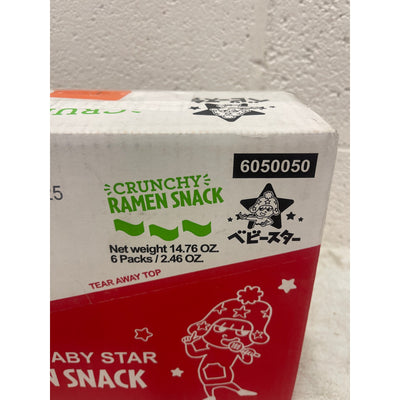 6050050
25
CRUNCHY
RAMEN SNACK
ベビースター
Net weight 14.76 OZ.
6 Packs / 2.46 OZ.
TEAR AWAY TOP
ABY STAR
N SNACK